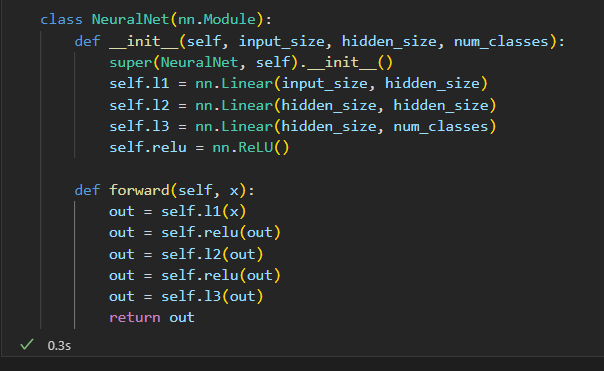 class NeuralNet(nn.Module):
    def __init__(self, input_size, hidden_size, num_classes):
        super(NeuralNet, self).__init__()
        self.l1 = nn.Linear(input_size, hidden_size)
        self.l2 = nn.Linear(hidden_size, hidden_size)
        self.l3 = nn.Linear(hidden_size, num_classes)
        self.relu = nn.ReLU()

    def forward(self, x):
        out = self.l1(x)
        out = self.relu(out)
        out = self.l2(out)
        out = self.relu(out)
        out = self.l3(out)
        return out
0.3s